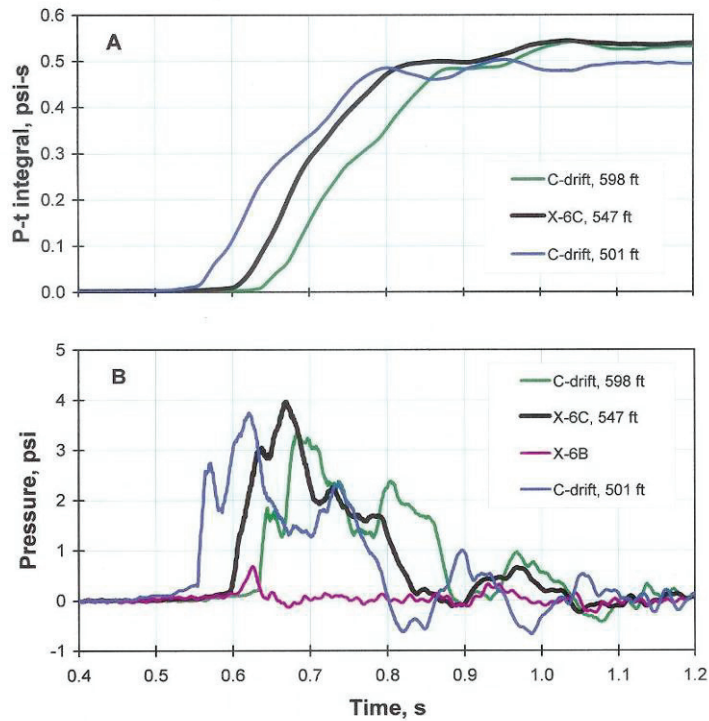 A
P-t integral, psi-s
0.6
0.5
0.4
0.3
0.2
0.1
0.0
C-drift, 598 ft
X-6C, 547 ft
C-drift, 501 ft
B
Pressure, psi
5
4
3
2
1
0
-1
C-drift, 598 ft
X-6C, 547 ft
X-6B
C-drift, 501 ft
0.4 0.5 0.6 0.7 0.8 0.9 1.0 1.1 1.2
Time, s